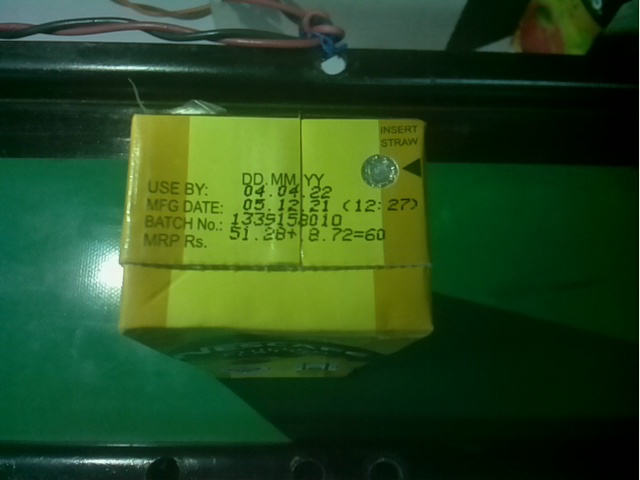 INSERT
STRAW
DD.MM.YY
USE BY: 04.04.22
MFG DATE: 05.12.21 (12:27)
BATCH No.: 1339158010
MRP Rs. 51.28+ 8.72=60